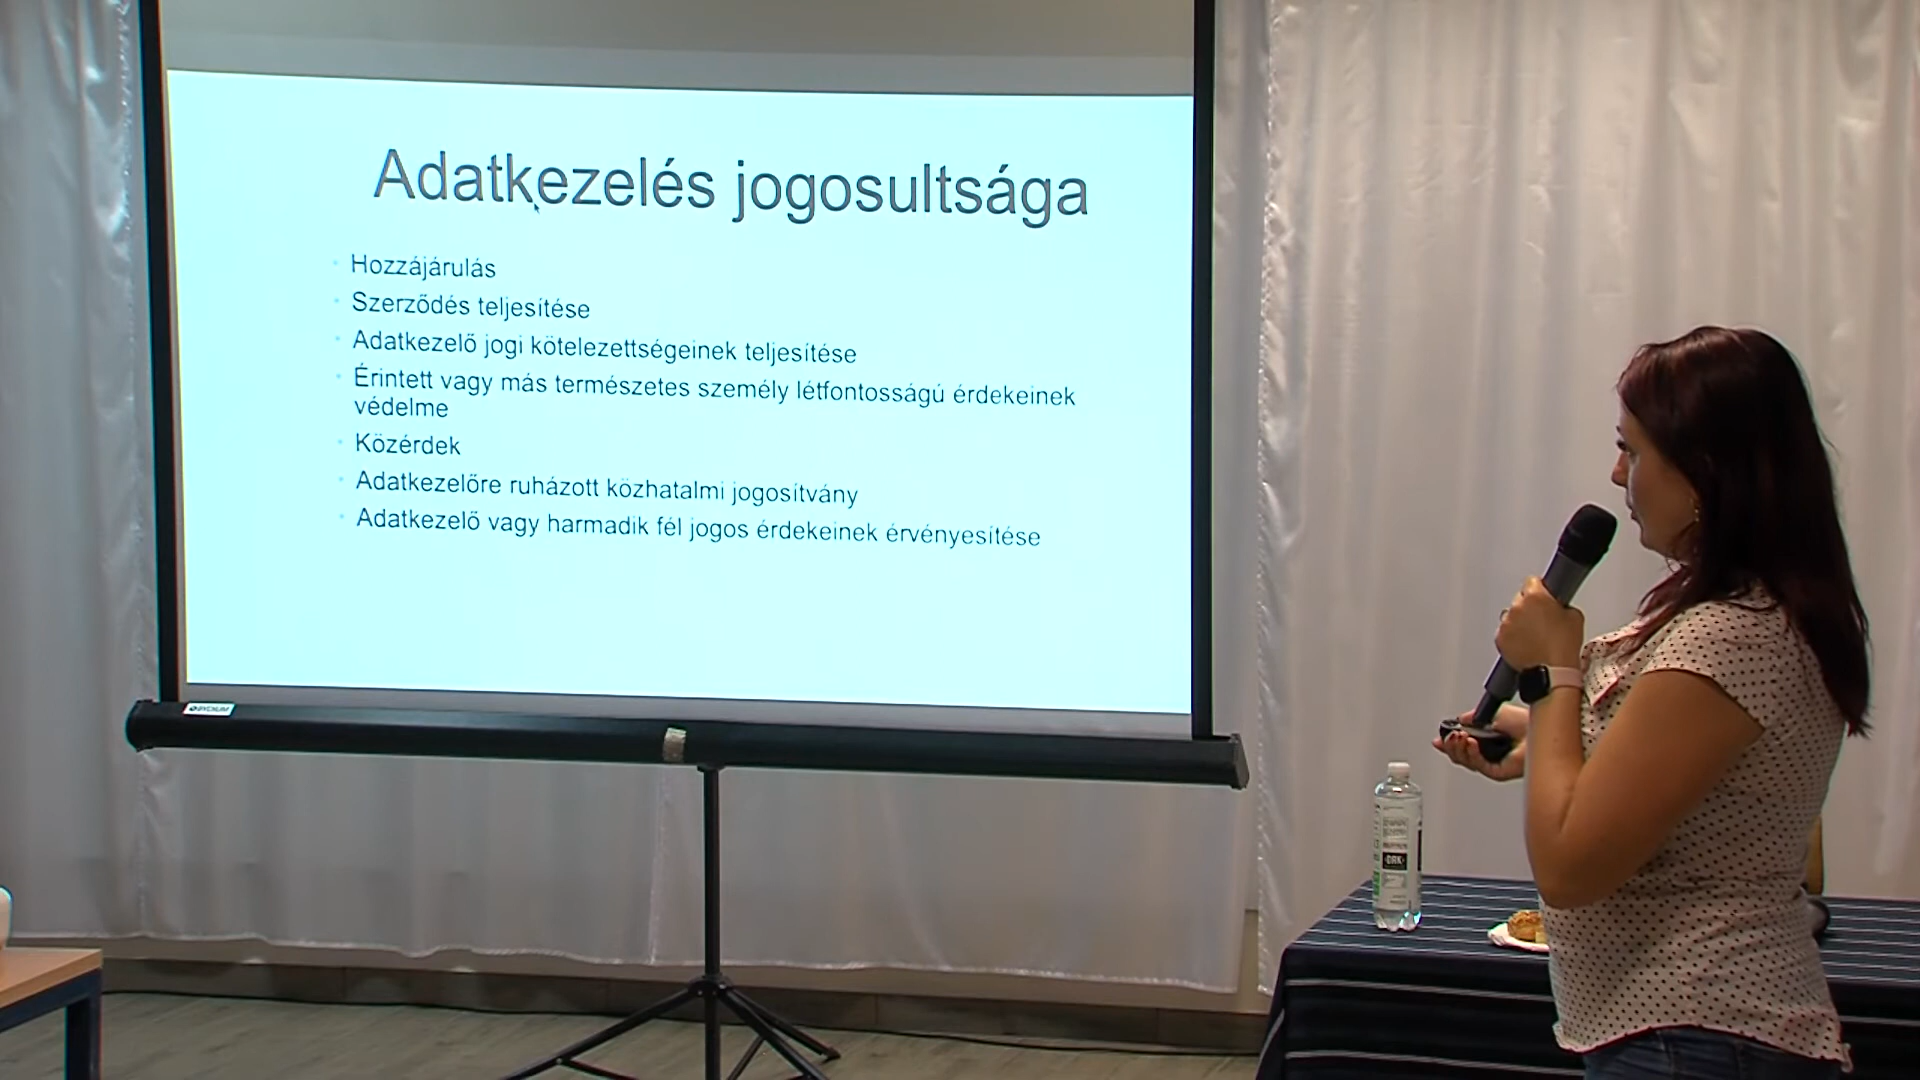 Adatkezelés jogosultsága
Hozzájárulás
Szerződés teljesítése
Adatkezelő jogi kötelezettségeinek teljesítése
Érintett vagy más természetes személy létfontosságú érdekeinek
védelme
Közérdek
Adatkezelőre ruházott közhatalmi jogosítvány
Adatkezelő vagy harmadik fél jogos érdekeinek érvényesítése